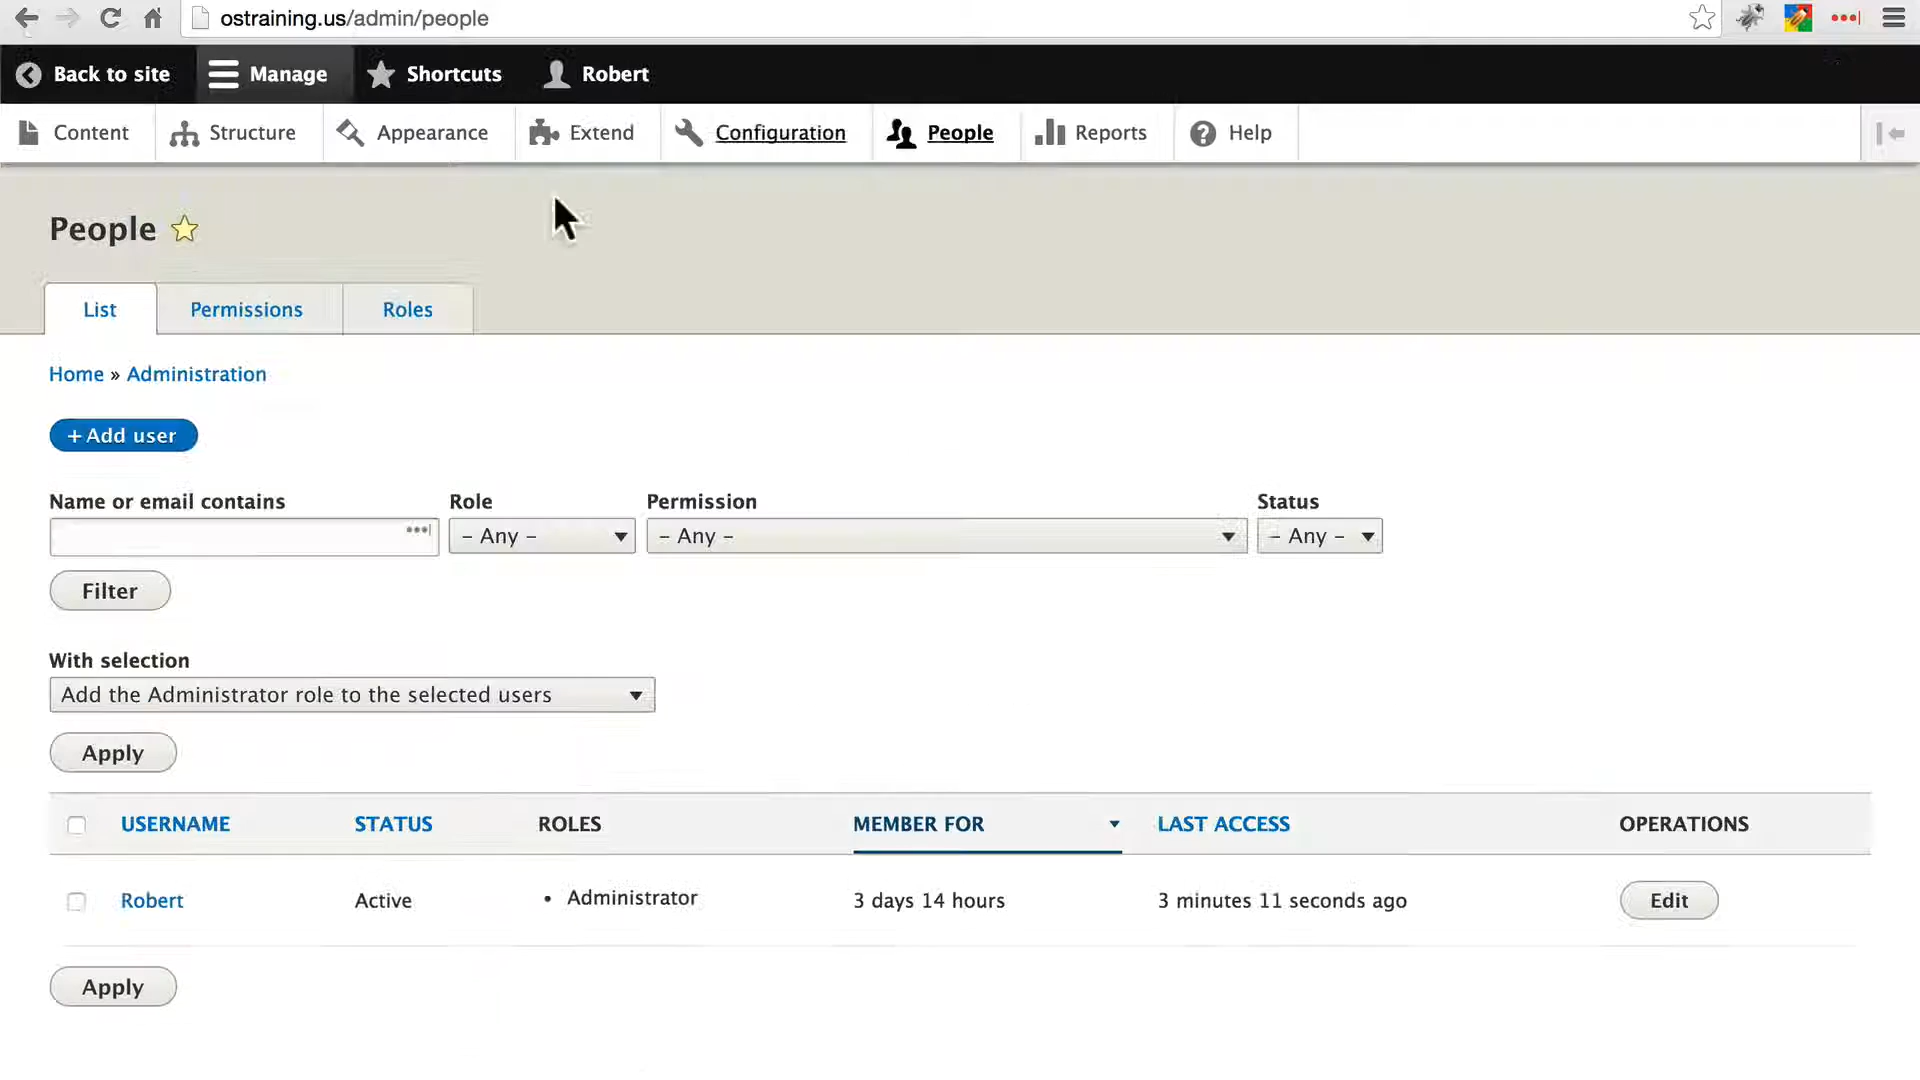 ostraining.us/admin/people
Back to site Manage Shortcuts Robert
Content Structure Appearance Extend Configuration People Reports Help
People
List Permissions Roles
Home » Administration
+ Add user
Name or email contains Role Permission Status
- Any - - Any - - Any -
Filter
With selection
Add the Administrator role to the selected users
Apply
USERNAME STATUS ROLES MEMBER FOR LAST ACCESS OPERATIONS
Robert Active • Administrator 3 days 14 hours 3 minutes 11 seconds ago Edit
Apply